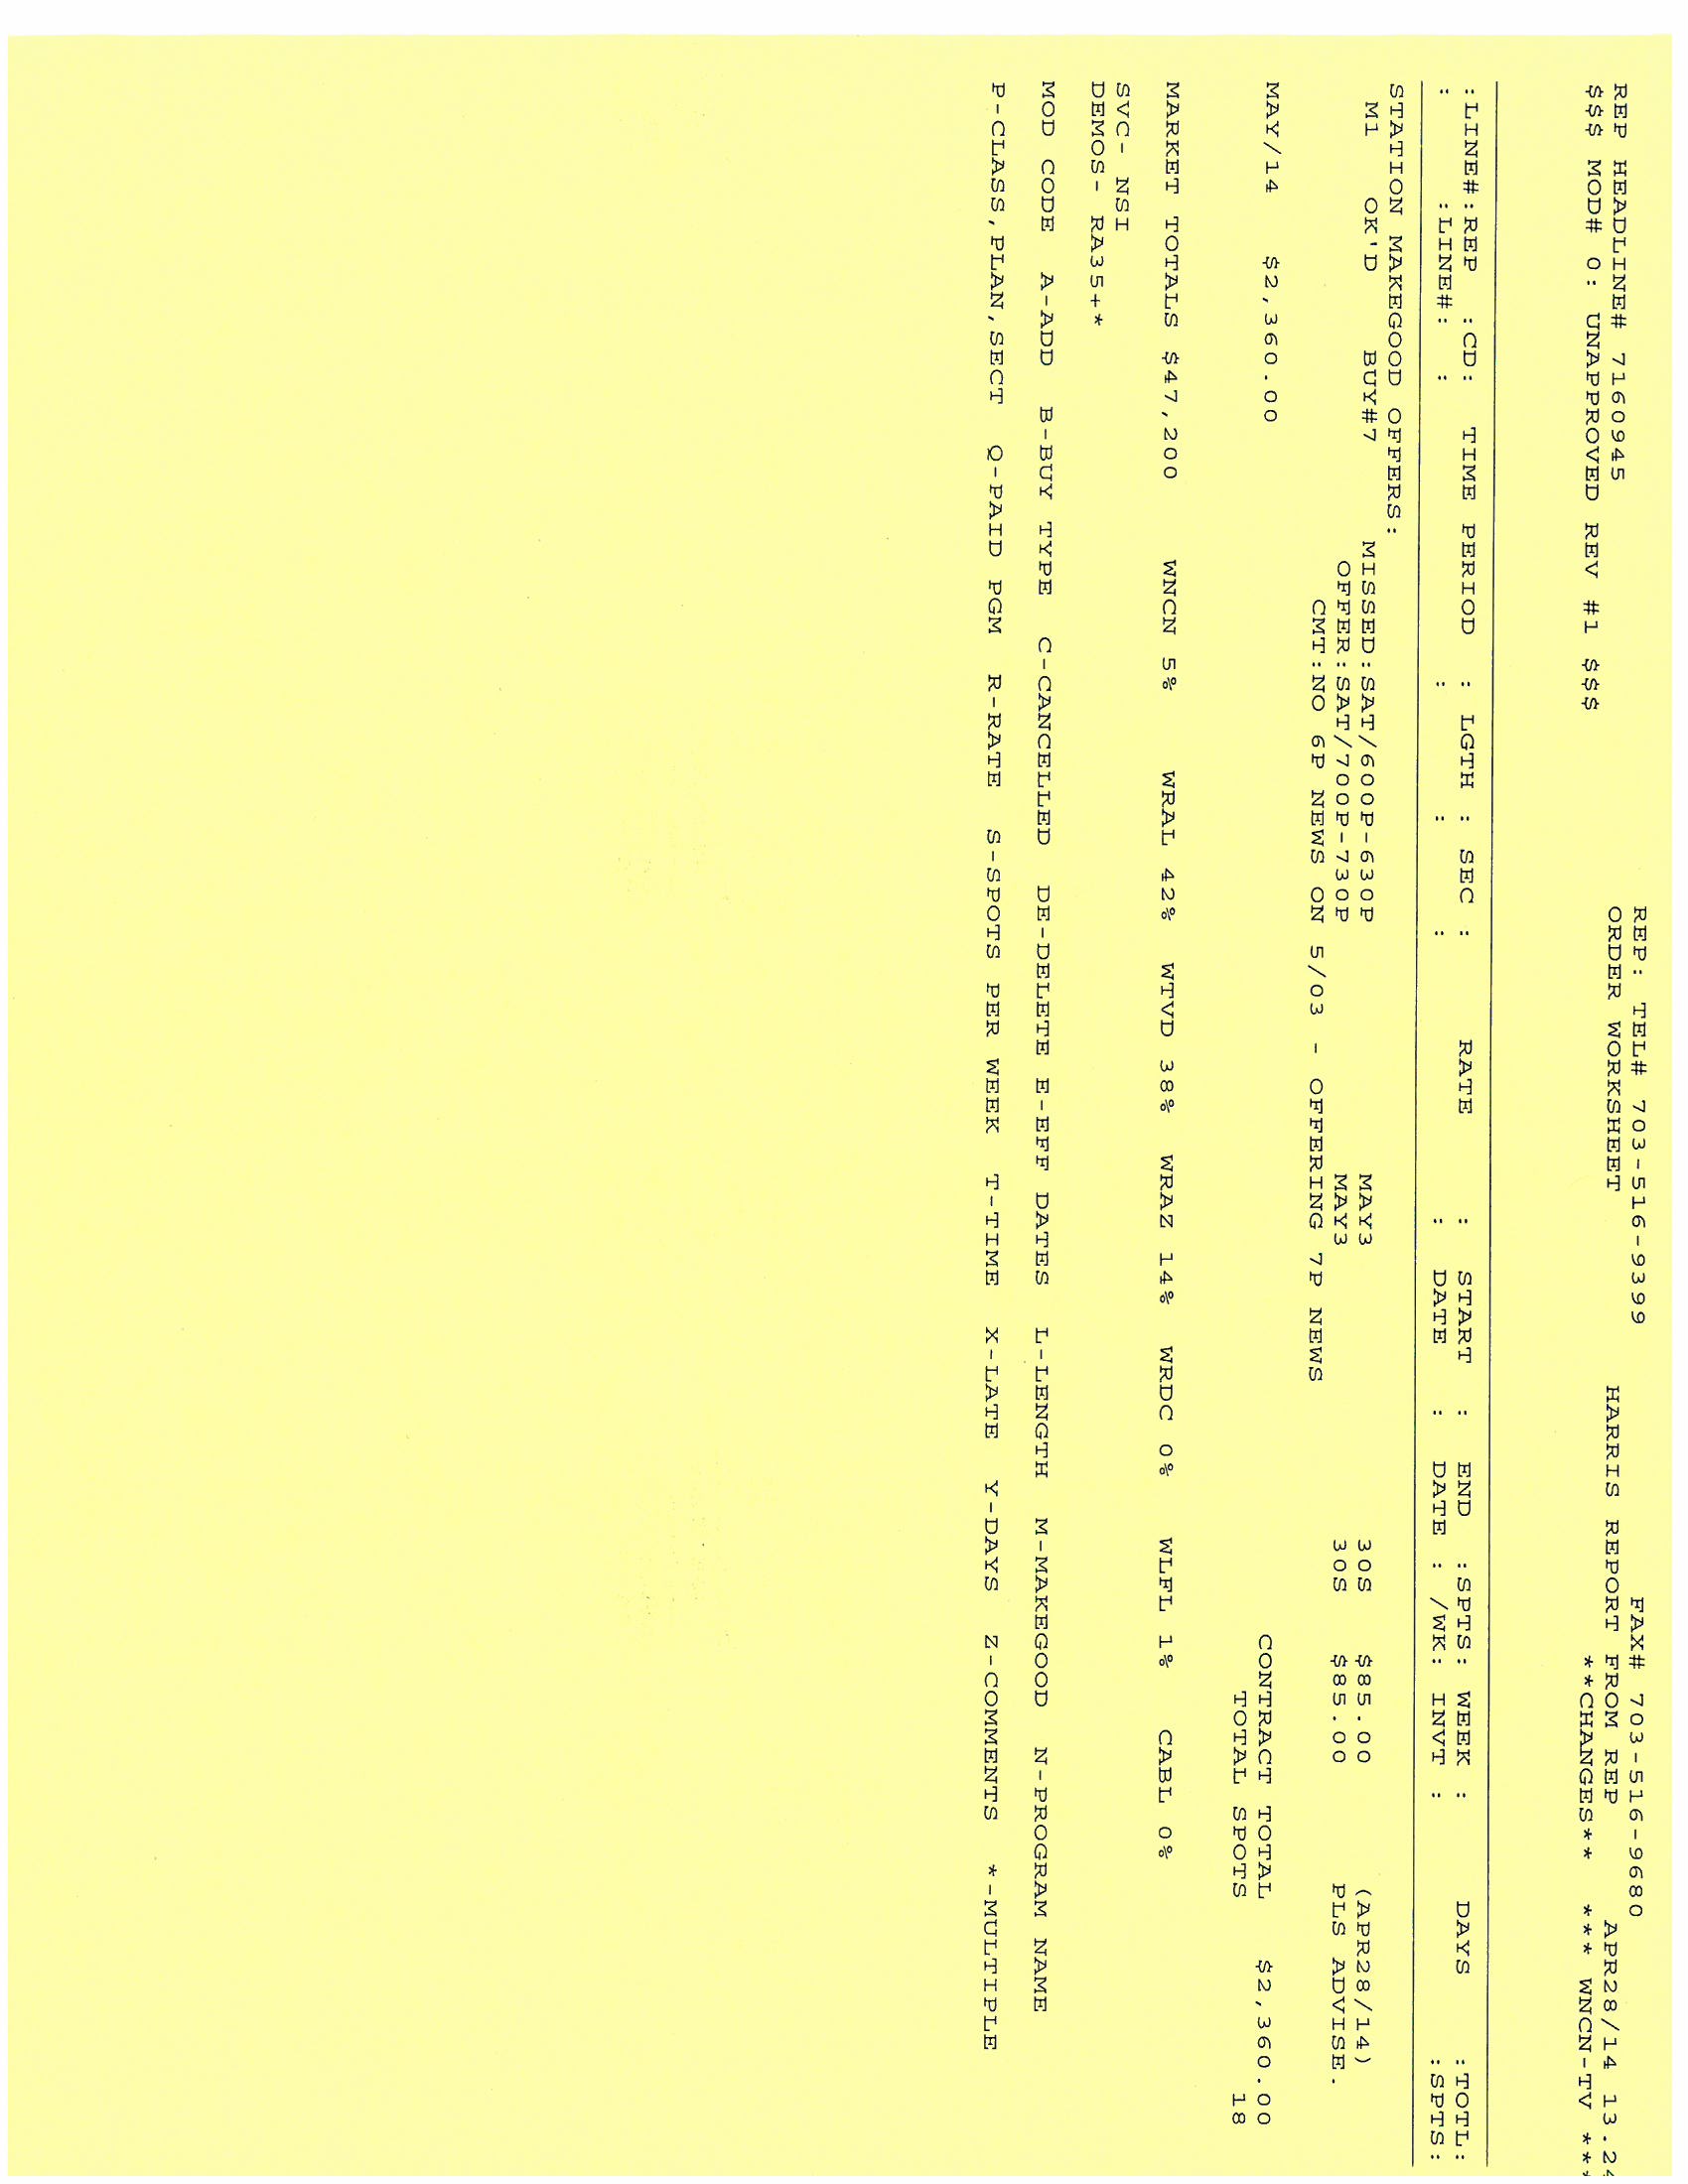 REP: TEL# 703-516-9399 FAX# 703-516-9680
REP HEADLINE# 7160945 ORDER WORKSHEET HARRIS REPORT FROM REP APR28/14 13.24
$$$ MOD# 0: UNAPPROVED REV #1 $$$ **CHANGES** *** WNCN-TV ***
:LINE#:REP :CD: TIME PERIOD : LGTH : SEC : RATE : START : END :SPTS: WEEK : DAYS :TOTL:
: :LINE#: : : : : : DATE : DATE : /WK: INVT : :SPTS:
STATION MAKEGOOD OFFERS:
M1 OK'D BUY#7 MISSED:SAT/600P-630P MAY3 30S $85.00 (APR28/14)
OFFER:SAT/700P-730P MAY3 30S $85.00 PLS ADVISE.
CMT:NO 6P NEWS ON 5/03 - OFFERING 7P NEWS
MAY/14 $2,360.00 CONTRACT TOTAL $2,360.00
TOTAL SPOTS 18
MARKET TOTALS $47,200 WNCN 5% WRAL 42% WTVD 38% WRAZ 14% WRDC 0% WLFL 1% CABL 0%
SVC- NSI
DEMOS- RA35+*
MOD CODE A-ADD B-BUY TYPE C-CANCELLED DE-DELETE E-EFF DATES L-LENGTH M-MAKEGOOD N-PROGRAM NAME
P-CLASS,PLAN,SECT Q-PAID PGM R-RATE S-SPOTS PER WEEK T-TIME X-LATE Y-DAYS Z-COMMENTS *-MULTIPLE